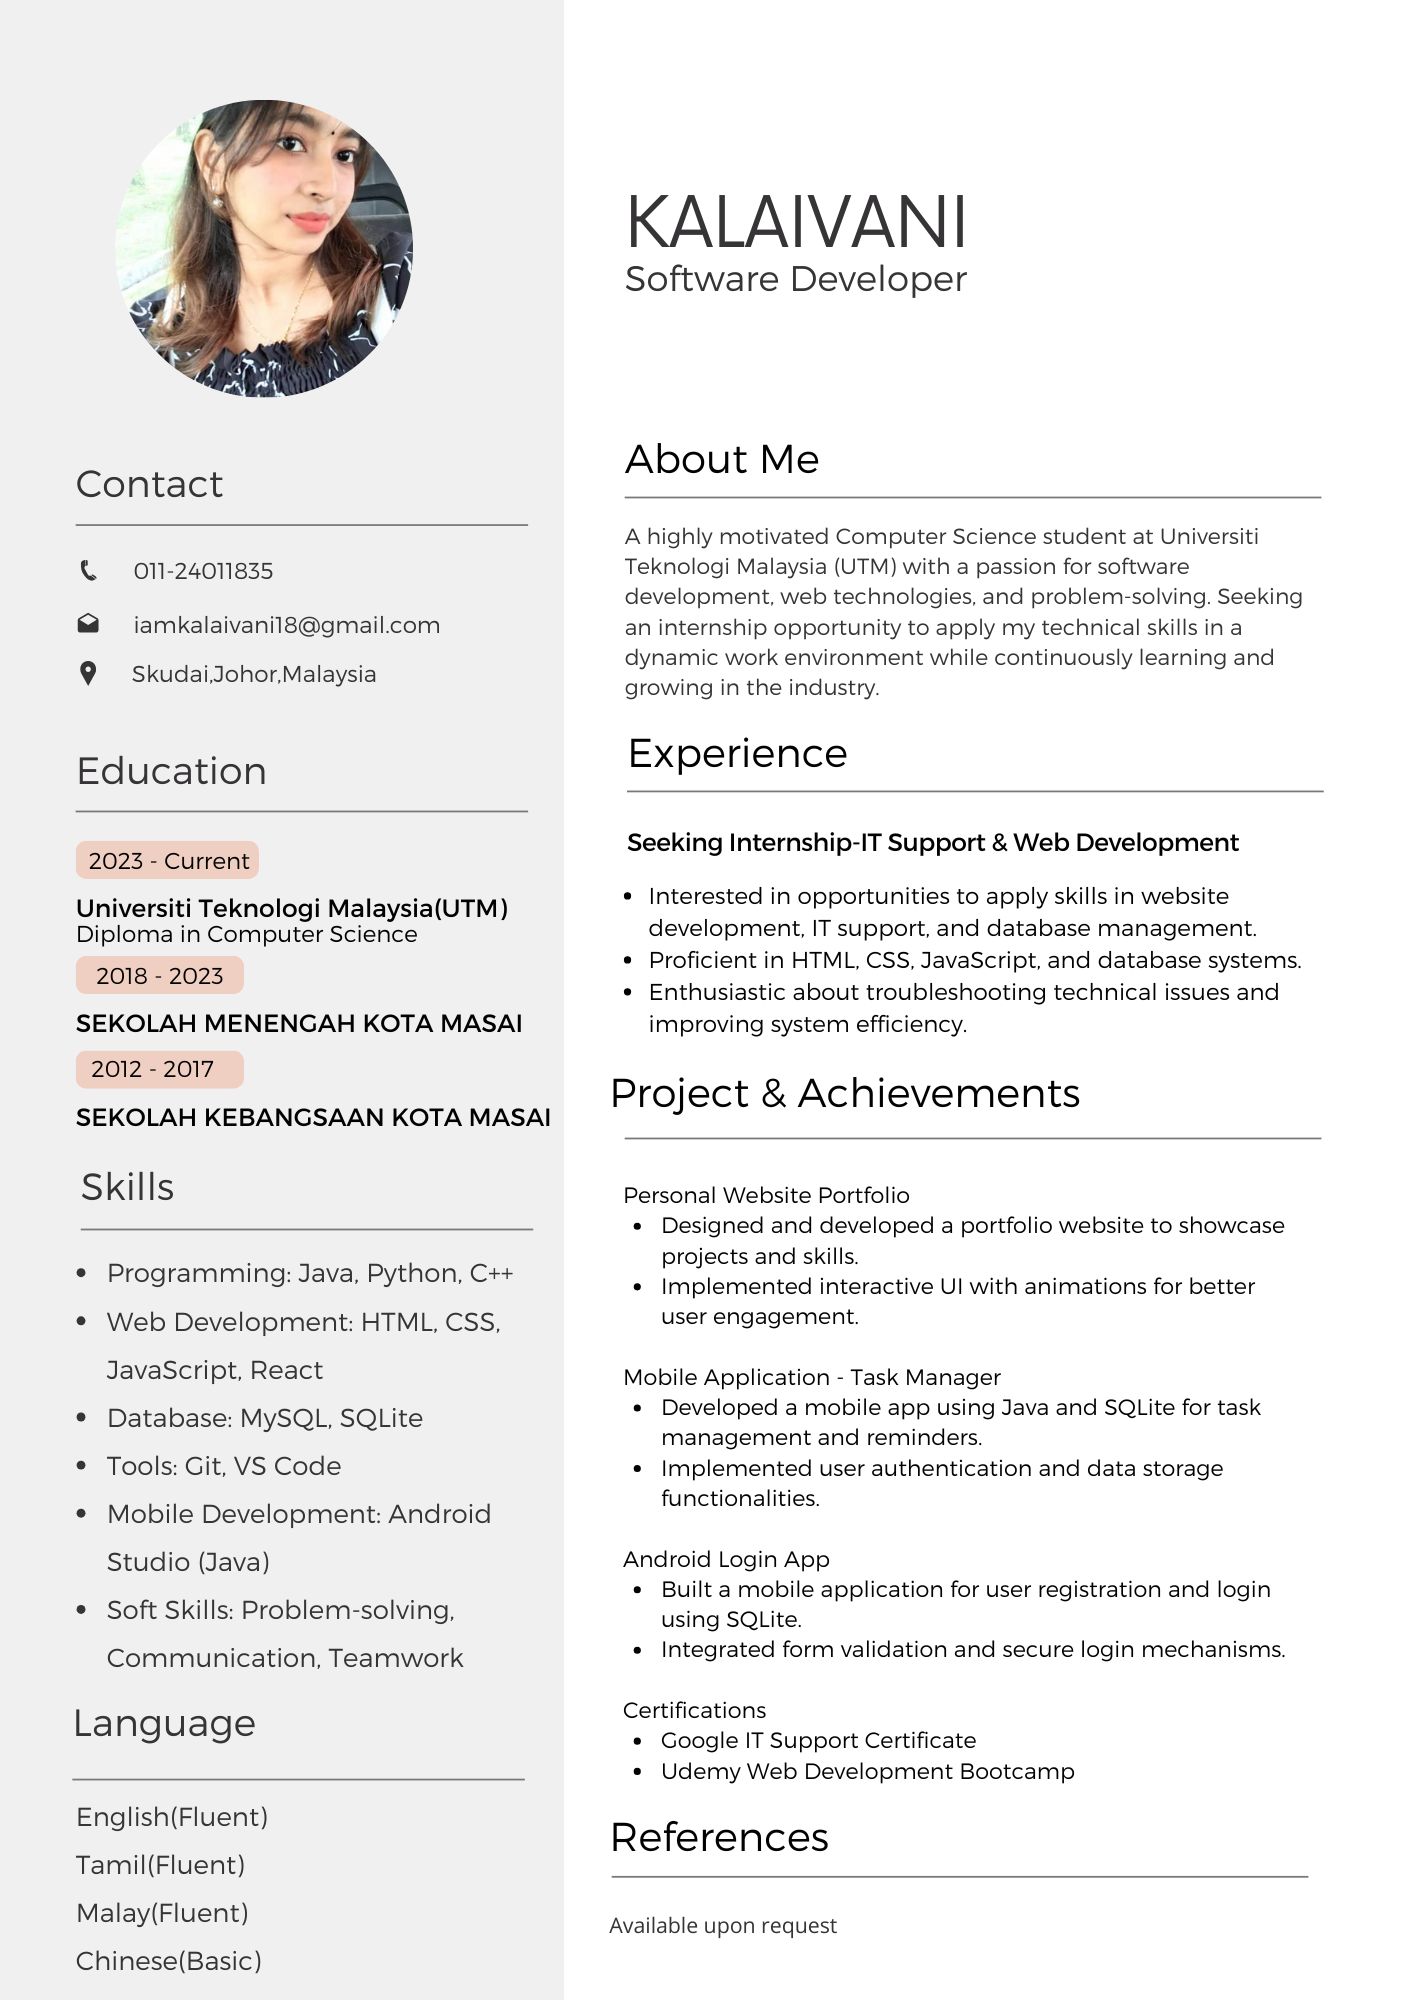 KALAIVANI
Software Developer
Contact
011-24011835
iamkalaivani18@gmail.com
Skudai,Johor,Malaysia
Education
2023 - Current
Universiti Teknologi Malaysia(UTM)
Diploma in Computer Science
2018 - 2023
SEKOLAH MENENGAH KOTA MASAI
2012 - 2017
SEKOLAH KEBANGSAAN KOTA MASAI
Skills
• Programming: Java, Python, C++
• Web Development: HTML, CSS,
JavaScript, React
• Database: MySQL, SQLite
• Tools: Git, VS Code
• Mobile Development: Android
Studio (Java)
• Soft Skills: Problem-solving,
Communication, Teamwork
Language
English(Fluent)
Tamil(Fluent)
Malay(Fluent)
Chinese(Basic)
About Me
A highly motivated Computer Science student at Universiti
Teknologi Malaysia (UTM) with a passion for software
development, web technologies, and problem-solving. Seeking
an internship opportunity to apply my technical skills in a
dynamic work environment while continuously learning and
growing in the industry.
Experience
Seeking Internship-IT Support & Web Development
• Interested in opportunities to apply skills in website
development, IT support, and database management.
• Proficient in HTML, CSS, JavaScript, and database systems.
• Enthusiastic about troubleshooting technical issues and
improving system efficiency.
Project & Achievements
Personal Website Portfolio
• Designed and developed a portfolio website to showcase
projects and skills.
• Implemented interactive UI with animations for better
user engagement.
Mobile Application - Task Manager
• Developed a mobile app using Java and SQLite for task
management and reminders.
• Implemented user authentication and data storage
functionalities.
Android Login App
• Built a mobile application for user registration and login
using SQLite.
• Integrated form validation and secure login mechanisms.
Certifications
• Google IT Support Certificate
• Udemy Web Development Bootcamp
References
Available upon request